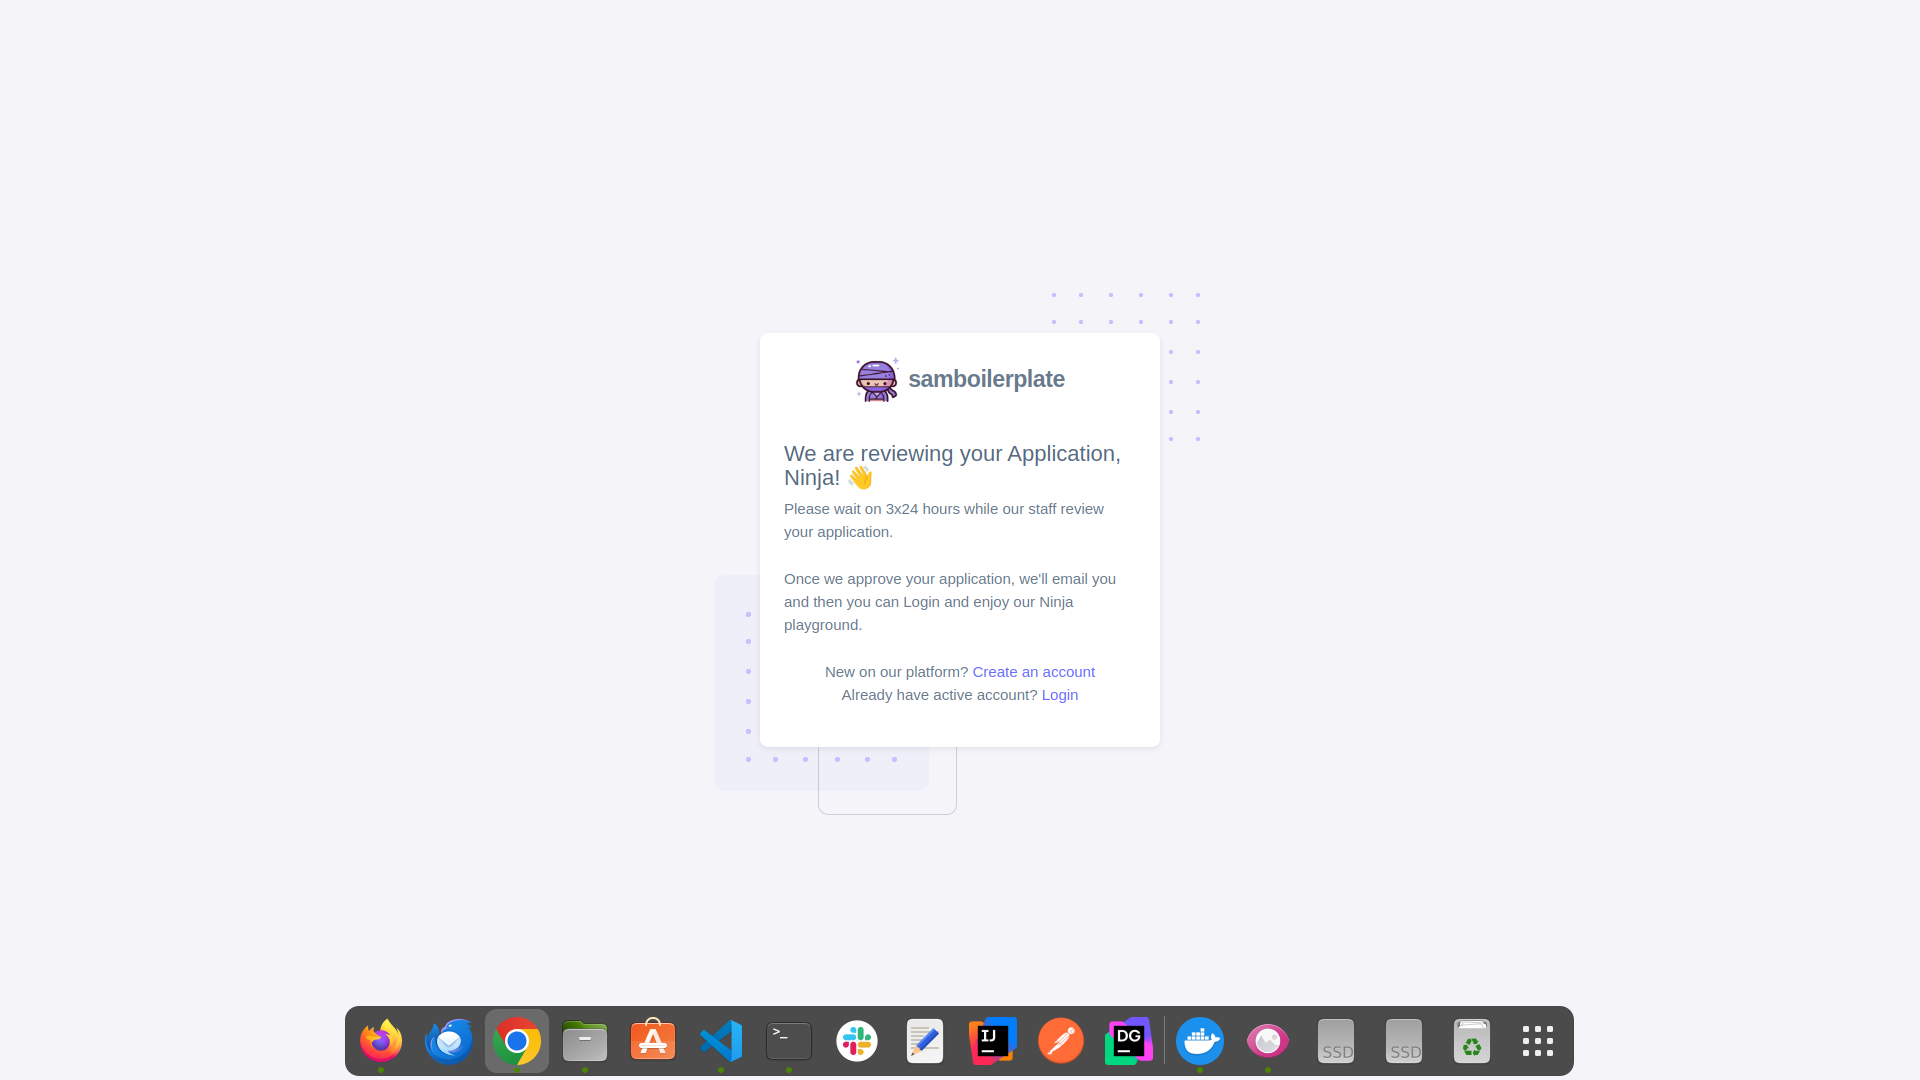 samboilerplate
We are reviewing your Application,
Ninja! 👋
Please wait on 3x24 hours while our staff review
your application.
Once we approve your application, we'll email you
and then you can Login and enjoy our Ninja
playground.
New on our platform? Create an account
Already have active account? Login
>_
IJ
DG
SSD
SSD